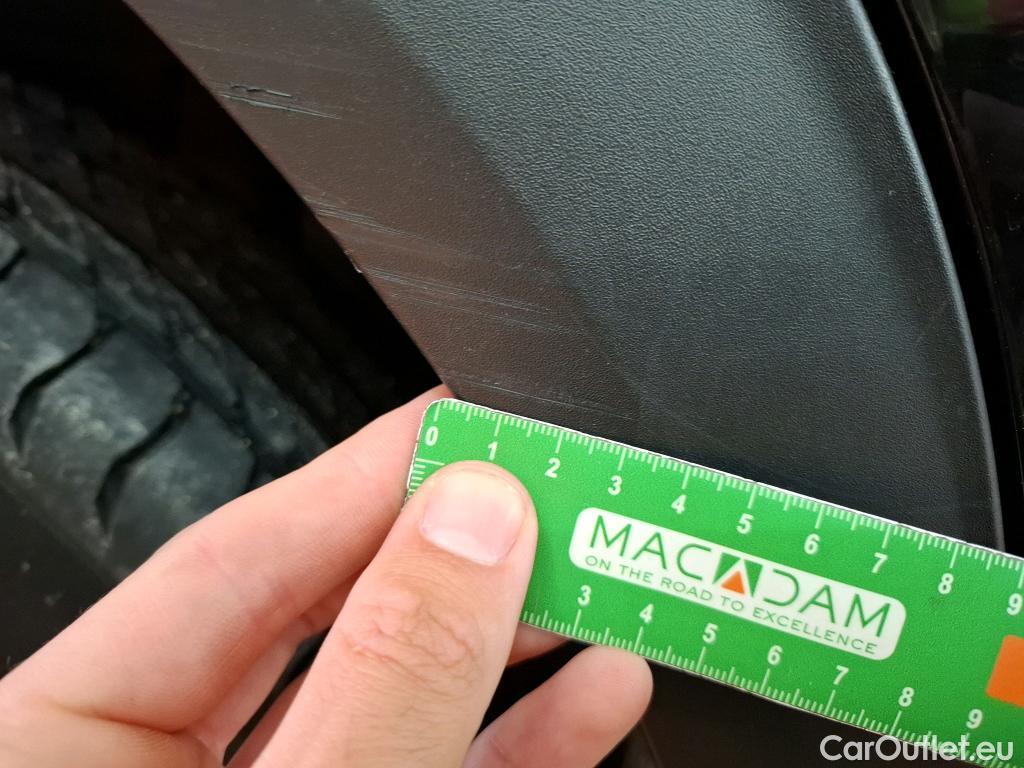 0 1 2 3 4 5 6 7 8 9
MACADAM
ON THE ROAD TO EXCELLENCE
3 4 5 6 7 8 9
CarOutlet.eu